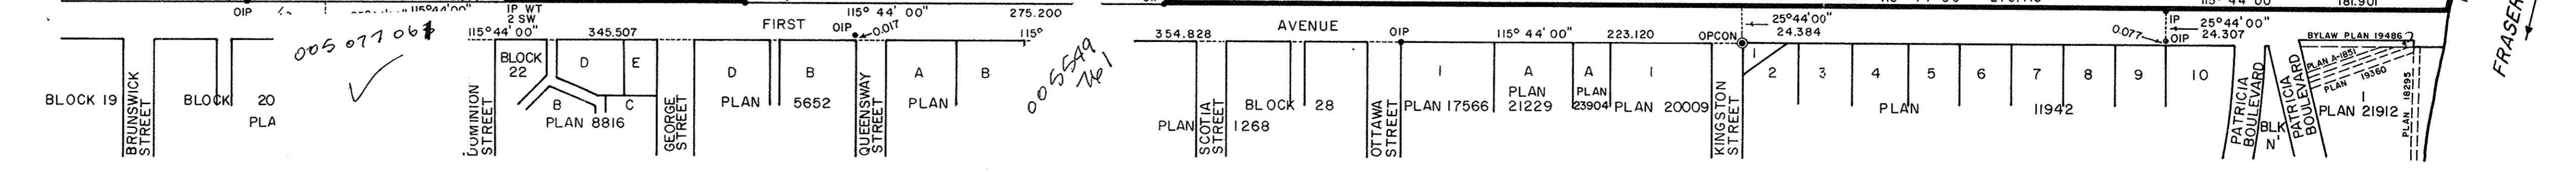 OIP 115°44'00" IP WT 115° 44' 00" 275.200 OIP 115° 44' 00" 181.901
2 SW
FIRST AVENUE
115°44' 00" 345.507 OIP 0.017 115° 354.828 OIP 115° 44' 00" 223.120 OPCON 25°44'00" 24.384 0.077 IP OIP 25°44'00" 24.307
005 077 061
005549
BLOCK 22 D E D B A B I A A I I 2 3 4 5 6 7 8 9 10
B C
BLOCK 19 BRUNSWICK STREET BLOCK 20 PLA
DOMINION STREET PLAN 8816 GEORGE STREET PLAN 5652 QUEENSWAY STREET PLAN
PLAN 1268 SCOTIA STREET BLOCK 28 OTTAWA STREET PLAN 17566 PLAN 21229 PLAN 23904 PLAN 20009 KINGSTON STREET PLAN 11942
PATRICIA BOULEVARD BLK N PATRICIA BOULEVARD
BYLAW PLAN 19486
PLAN A-1851
PLAN 19360
I
PLAN 21912
PLAN 18295
FRASER